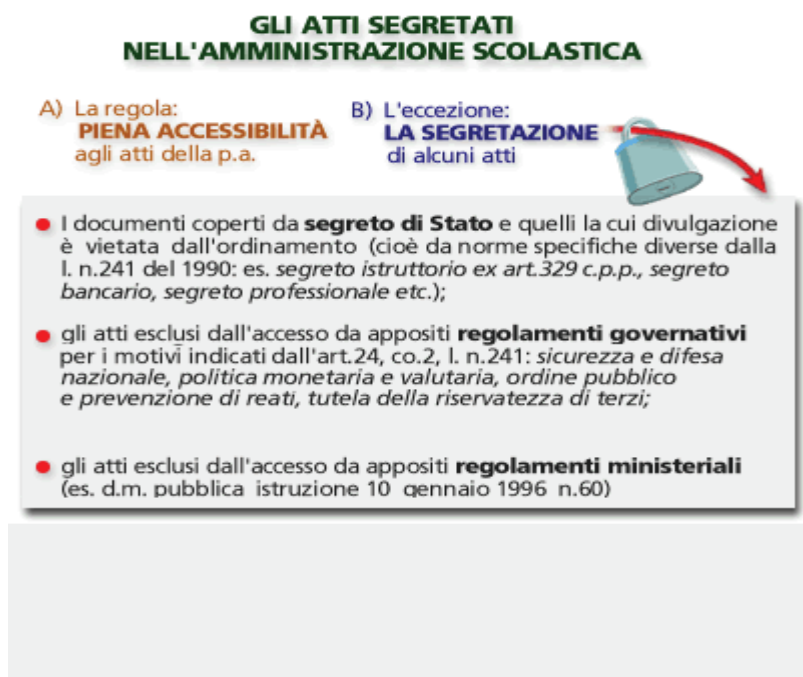 GLI ATTI SEGRETATI
NELL'AMMINISTRAZIONE SCOLASTICA
A) La regola:
PIENA ACCESSIBILITÀ
agli atti della p.a.
B) L'eccezione:
LA SEGRETAZIONE
di alcuni atti
I documenti coperti da segreto di Stato e quelli la cui divulgazione
è vietata dall'ordinamento (cioè da norme specifiche diverse dalla
l. n.241 del 1990: es. segreto istruttorio ex art.329 c.p.p., segreto
bancario, segreto professionale etc.);
gli atti esclusi dall'accesso da appositi regolamenti governativi
per i motivi indicati dall'art.24, co.2, l. n.241: sicurezza e difesa
nazionale, politica monetaria e valutaria, ordine pubblico
e prevenzione di reati, tutela della riservatezza di terzi;
gli atti esclusi dall'accesso da appositi regolamenti ministeriali
(es. d.m. pubblica istruzione 10 gennaio 1996 n.60)